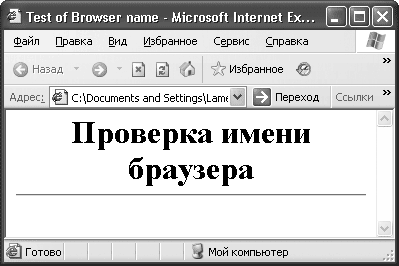 Test of Browser name - Microsoft Internet Ex...
Файл Правка Вид Избранное Сервис Справка
Назад Избранное
Адрес: C:\Documents and Settings\Lame Переход Ссылки
Проверка имени
браузера
Готово Мой компьютер